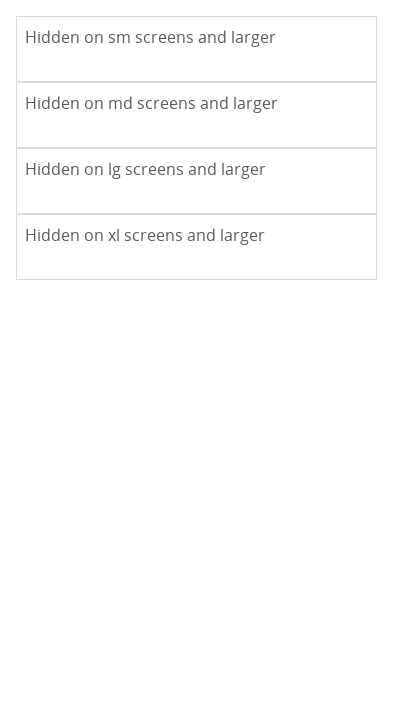 Hidden on sm screens and larger
Hidden on md screens and larger
Hidden on lg screens and larger
Hidden on xl screens and larger